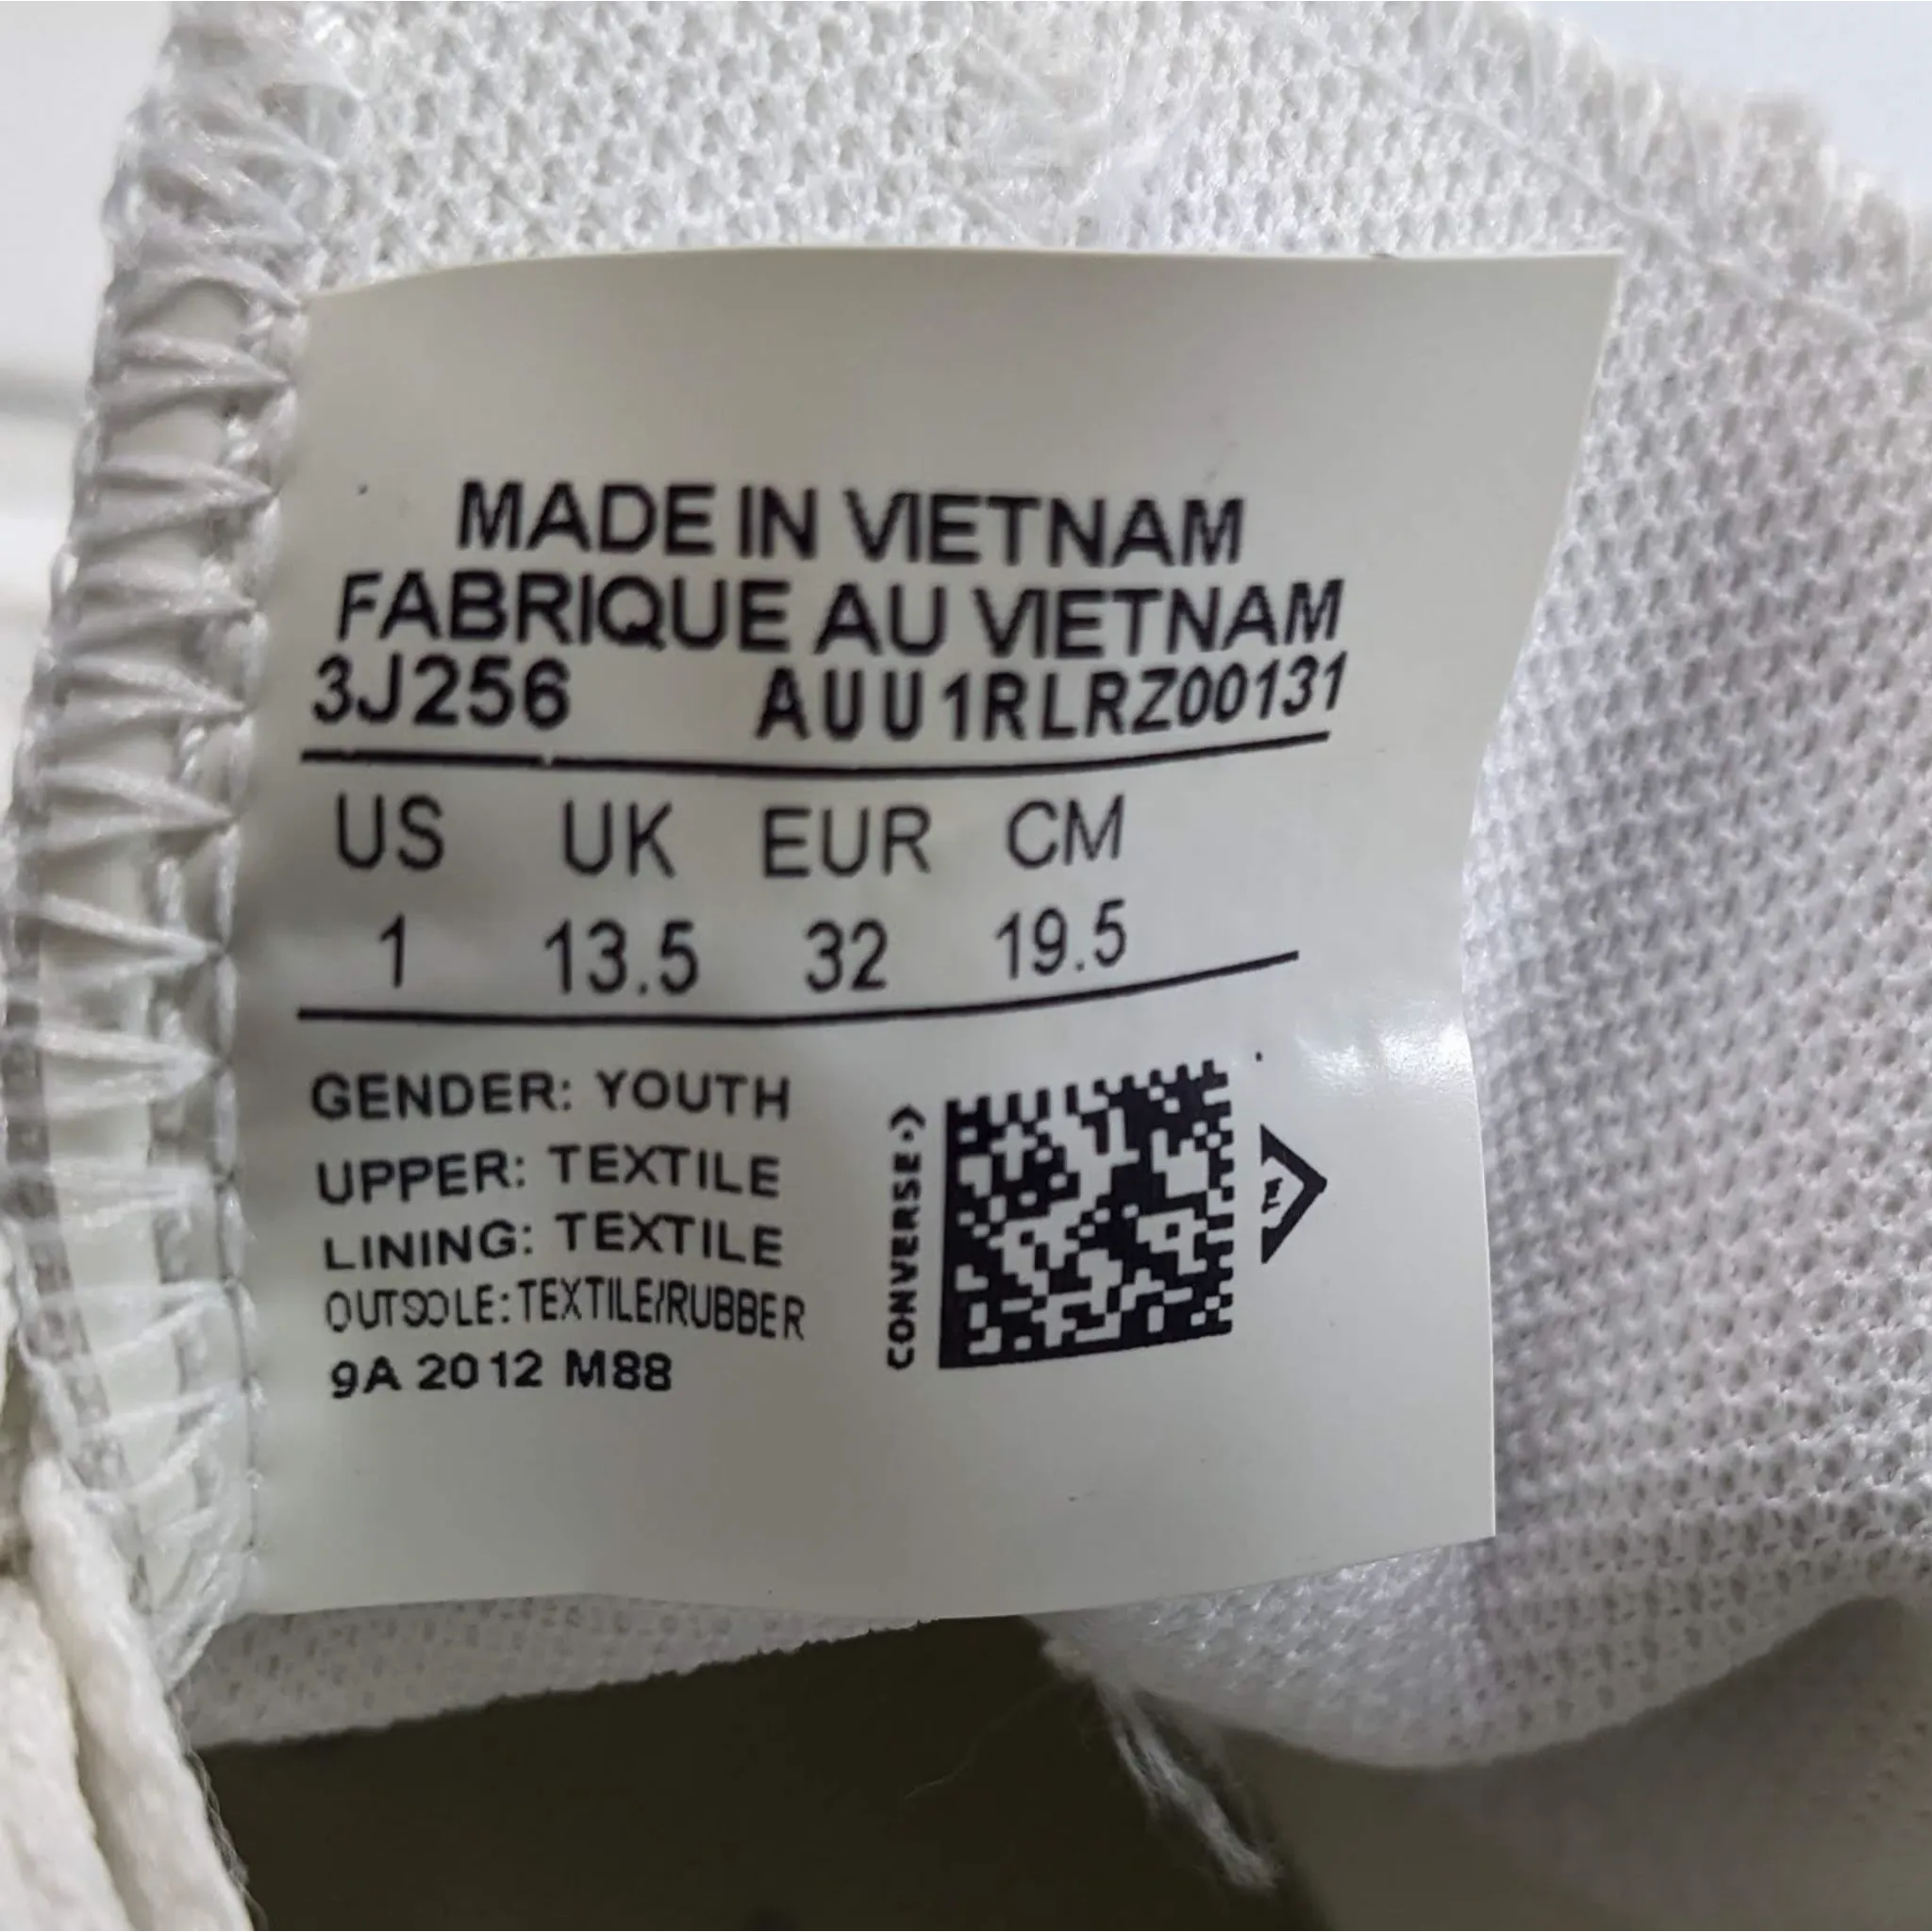 MADE IN VIETNAM
FABRIQUE AU VIETNAM
3J256 AUU1RLRZ00131
US UK EUR CM
1 13.5 32 19.5
GENDER: YOUTH
UPPER: TEXTILE
LINING: TEXTILE
OUTSOLE:TEXTILE/RUBBER
9A 2012 M88
CONVERSE
E